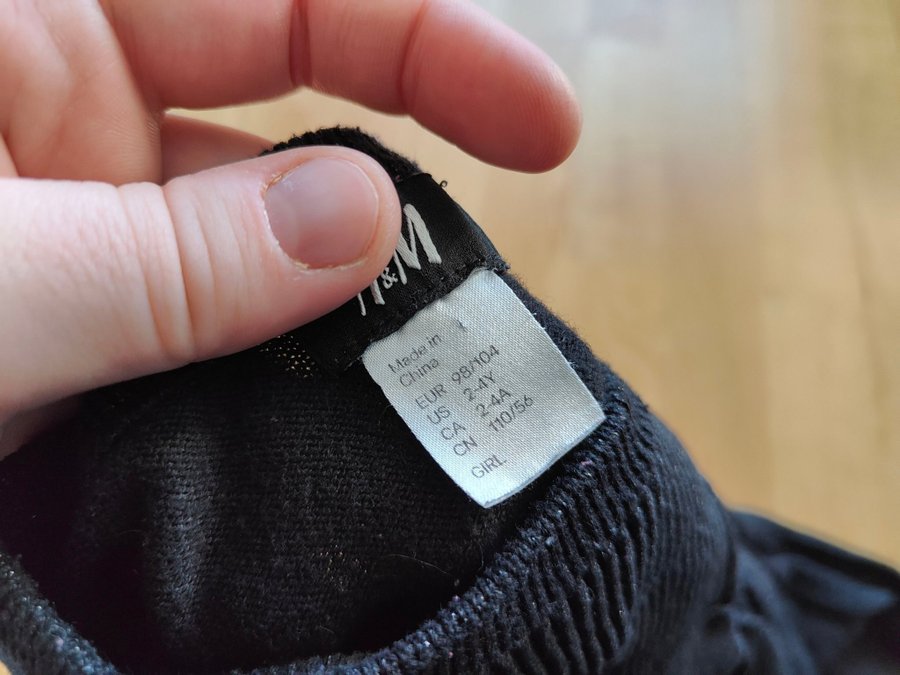 H&M
Made in
China
EUR 98/104
US 2-4Y
CA 2-4A
CN 110/56
GIRL